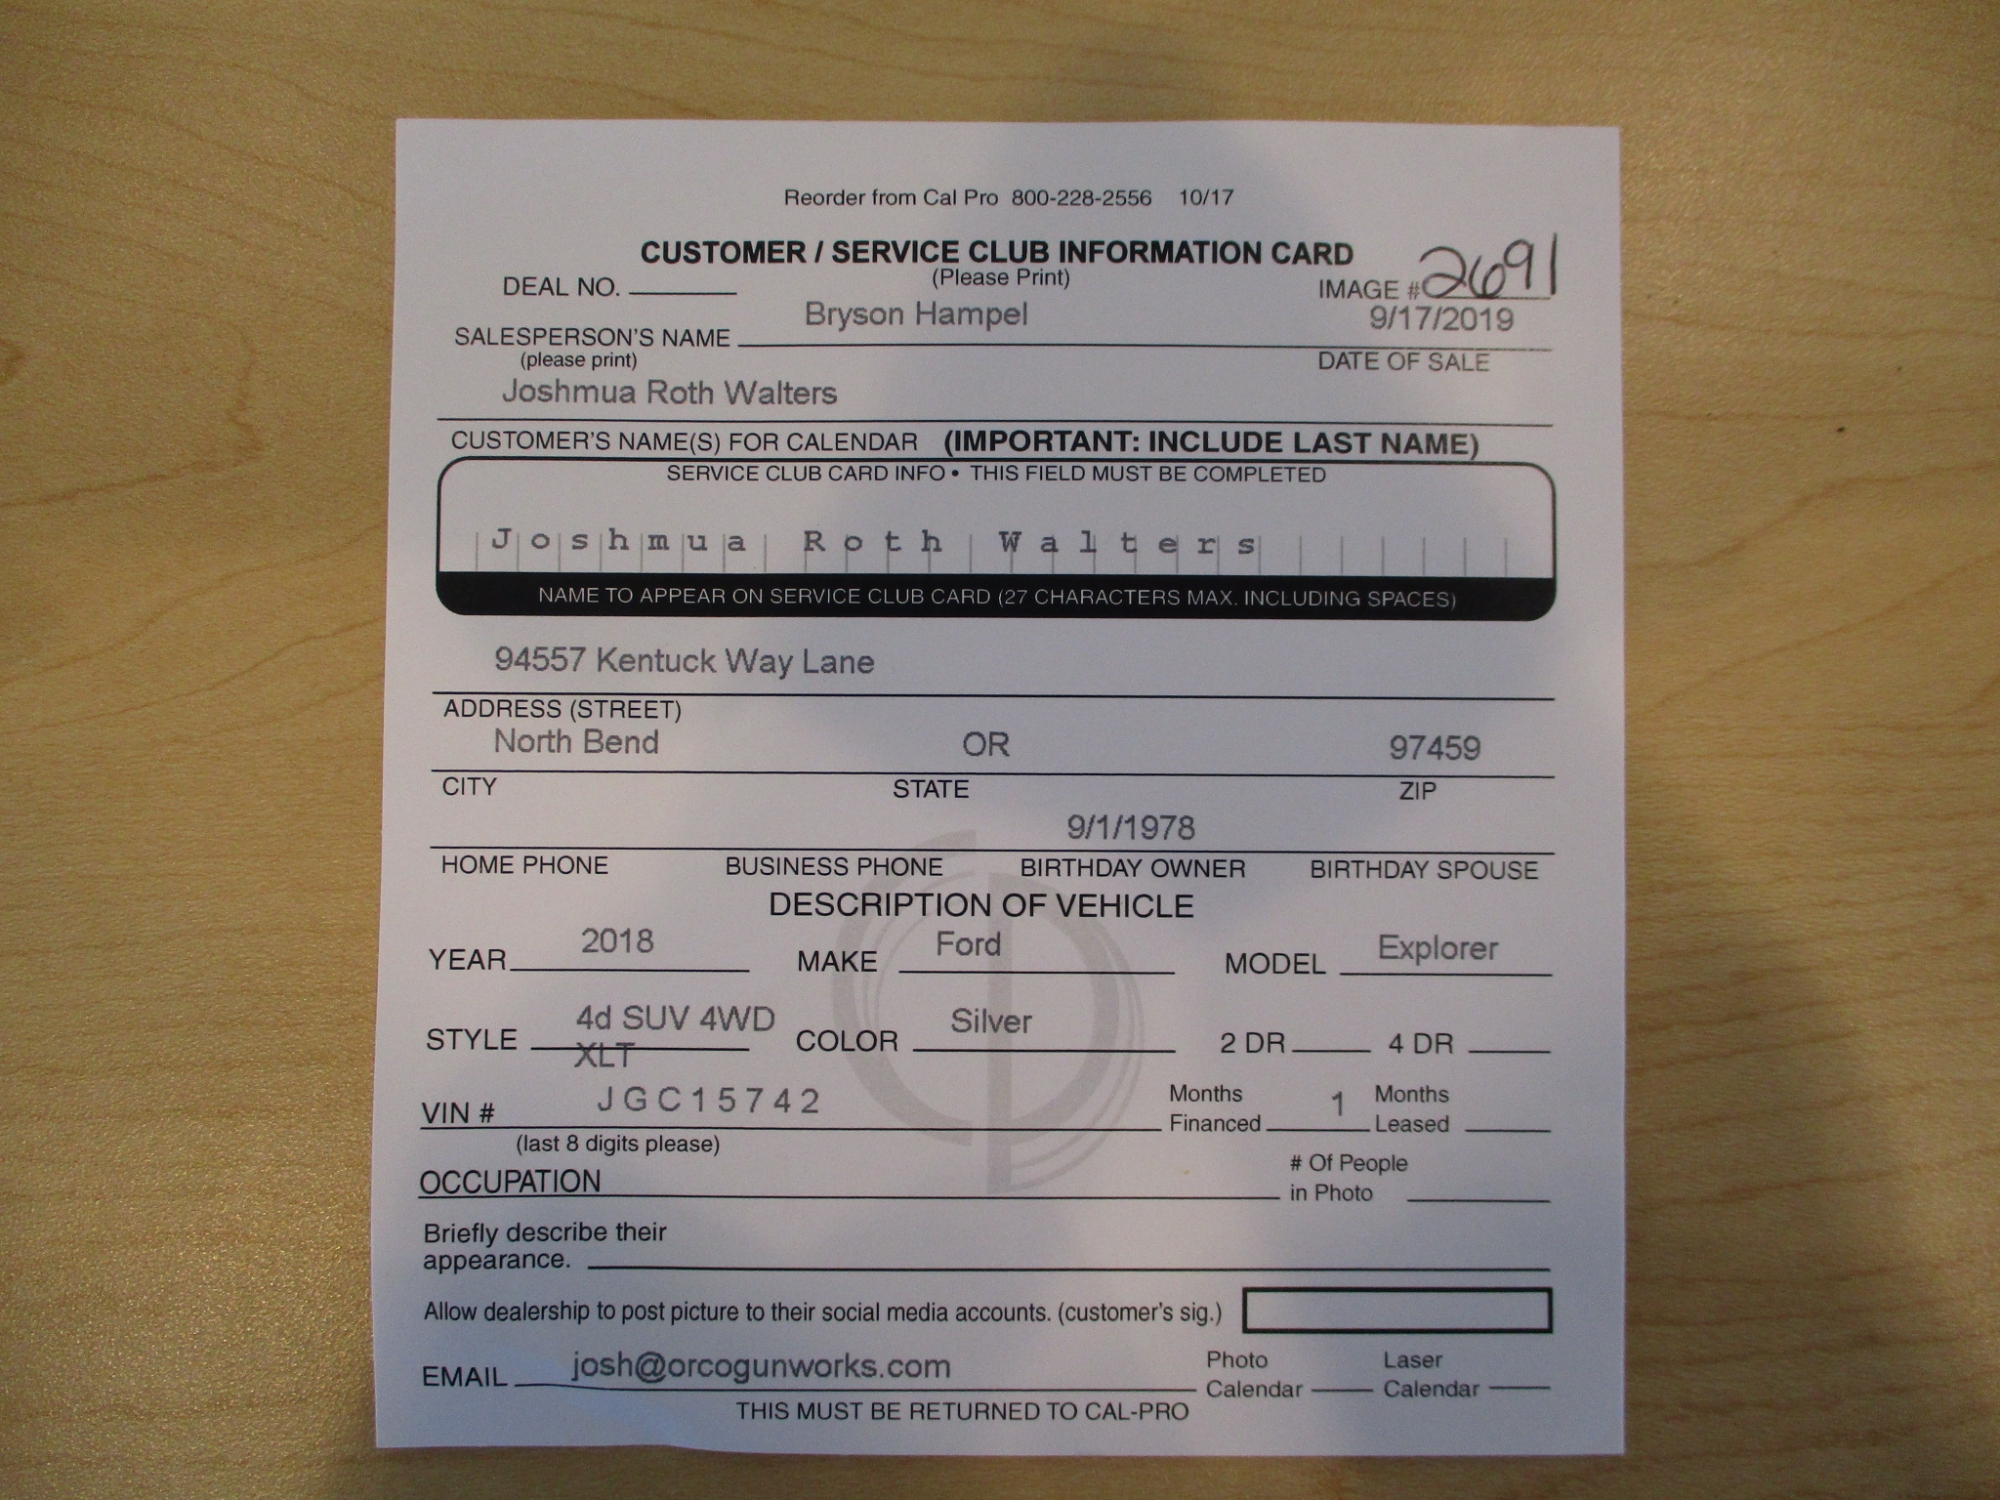 Reorder from Cal Pro 800-228-2556 10/17
CUSTOMER / SERVICE CLUB INFORMATION CARD
DEAL NO. (Please Print) IMAGE # 2691
SALESPERSON'S NAME Bryson Hampel 9/17/2019
(please print) DATE OF SALE
Joshmua Roth Walters
CUSTOMER'S NAME(S) FOR CALENDAR (IMPORTANT: INCLUDE LAST NAME)
SERVICE CLUB CARD INFO • THIS FIELD MUST BE COMPLETED
Joshmua Roth Walters
NAME TO APPEAR ON SERVICE CLUB CARD (27 CHARACTERS MAX. INCLUDING SPACES)
94557 Kentuck Way Lane
ADDRESS (STREET)
North Bend OR 97459
CITY STATE ZIP
9/1/1978
HOME PHONE BUSINESS PHONE BIRTHDAY OWNER BIRTHDAY SPOUSE
DESCRIPTION OF VEHICLE
YEAR 2018 MAKE Ford MODEL Explorer
STYLE 4d SUV 4WD COLOR Silver 2 DR 4 DR
XLT
VIN # JGC15742 Months Financed 1 Months Leased
(last 8 digits please)
OCCUPATION # Of People in Photo
Briefly describe their
appearance.
Allow dealership to post picture to their social media accounts. (customer's sig.)
EMAIL josh@orcogunworks.com Photo Calendar Laser Calendar
THIS MUST BE RETURNED TO CAL-PRO